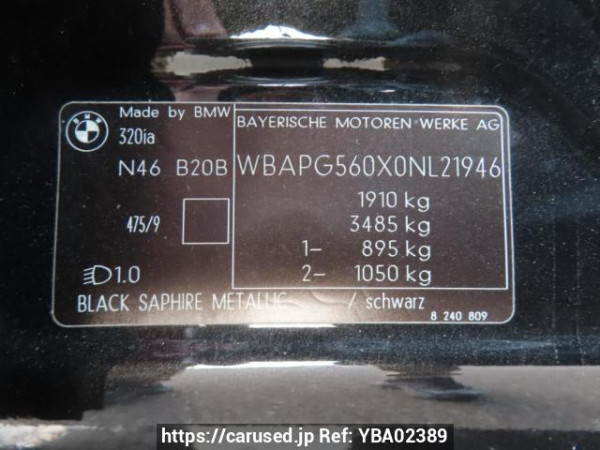 BMW
Made by BMW
320ia
N46 B20B
475/9
1.0
BAYERISCHE MOTOREN WERKE AG
WBAPG560X0NL21946
1910 kg
3485 kg
1- 895 kg
2- 1050 kg
BLACK SAPHIRE METALLIC / schwarz
8 240 809
https://carused.jp Ref: YBA02389